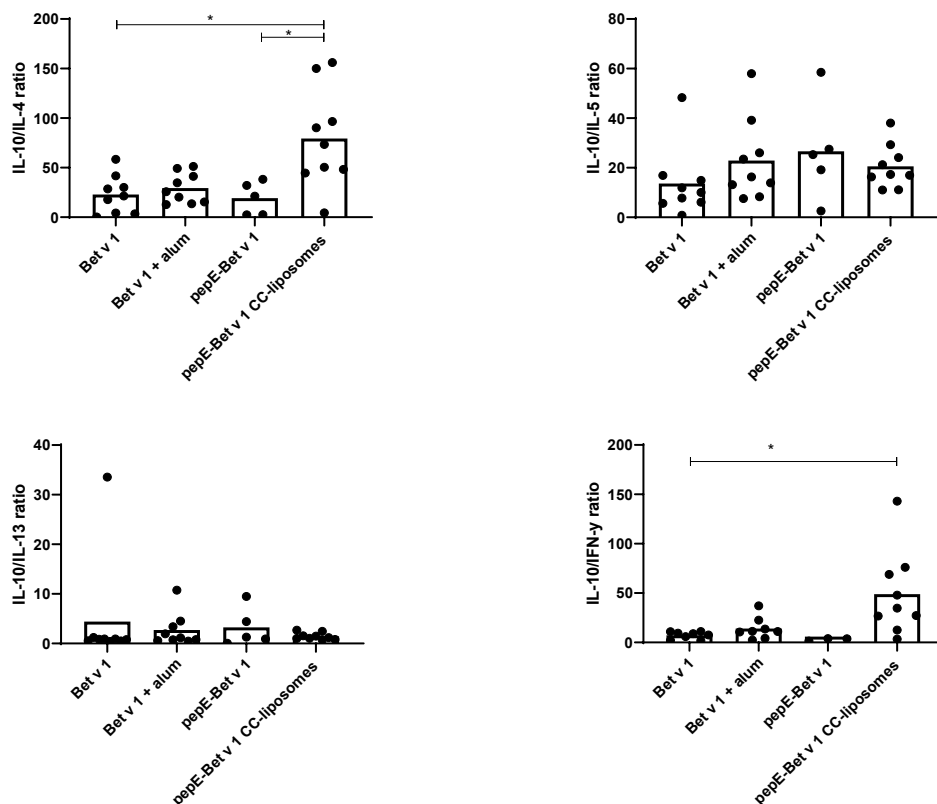 200
150
100
50
0
IL-10/IL-4 ratio
*
*
Bet v 1
Bet v 1 + alum
pepE-Bet v 1
pepE-Bet v 1 CC-liposomes
80
60
40
20
0
IL-10/IL-5 ratio
Bet v 1
Bet v 1 + alum
pepE-Bet v 1
pepE-Bet v 1 CC-liposomes
40
30
20
10
0
IL-10/IL-13 ratio
Bet v 1
Bet v 1 + alum
pepE-Bet v 1
pepE-Bet v 1 CC-liposomes
200
150
100
50
0
IL-10/IFN-y ratio
*
Bet v 1
Bet v 1 + alum
pepE-Bet v 1
pepE-Bet v 1 CC-liposomes